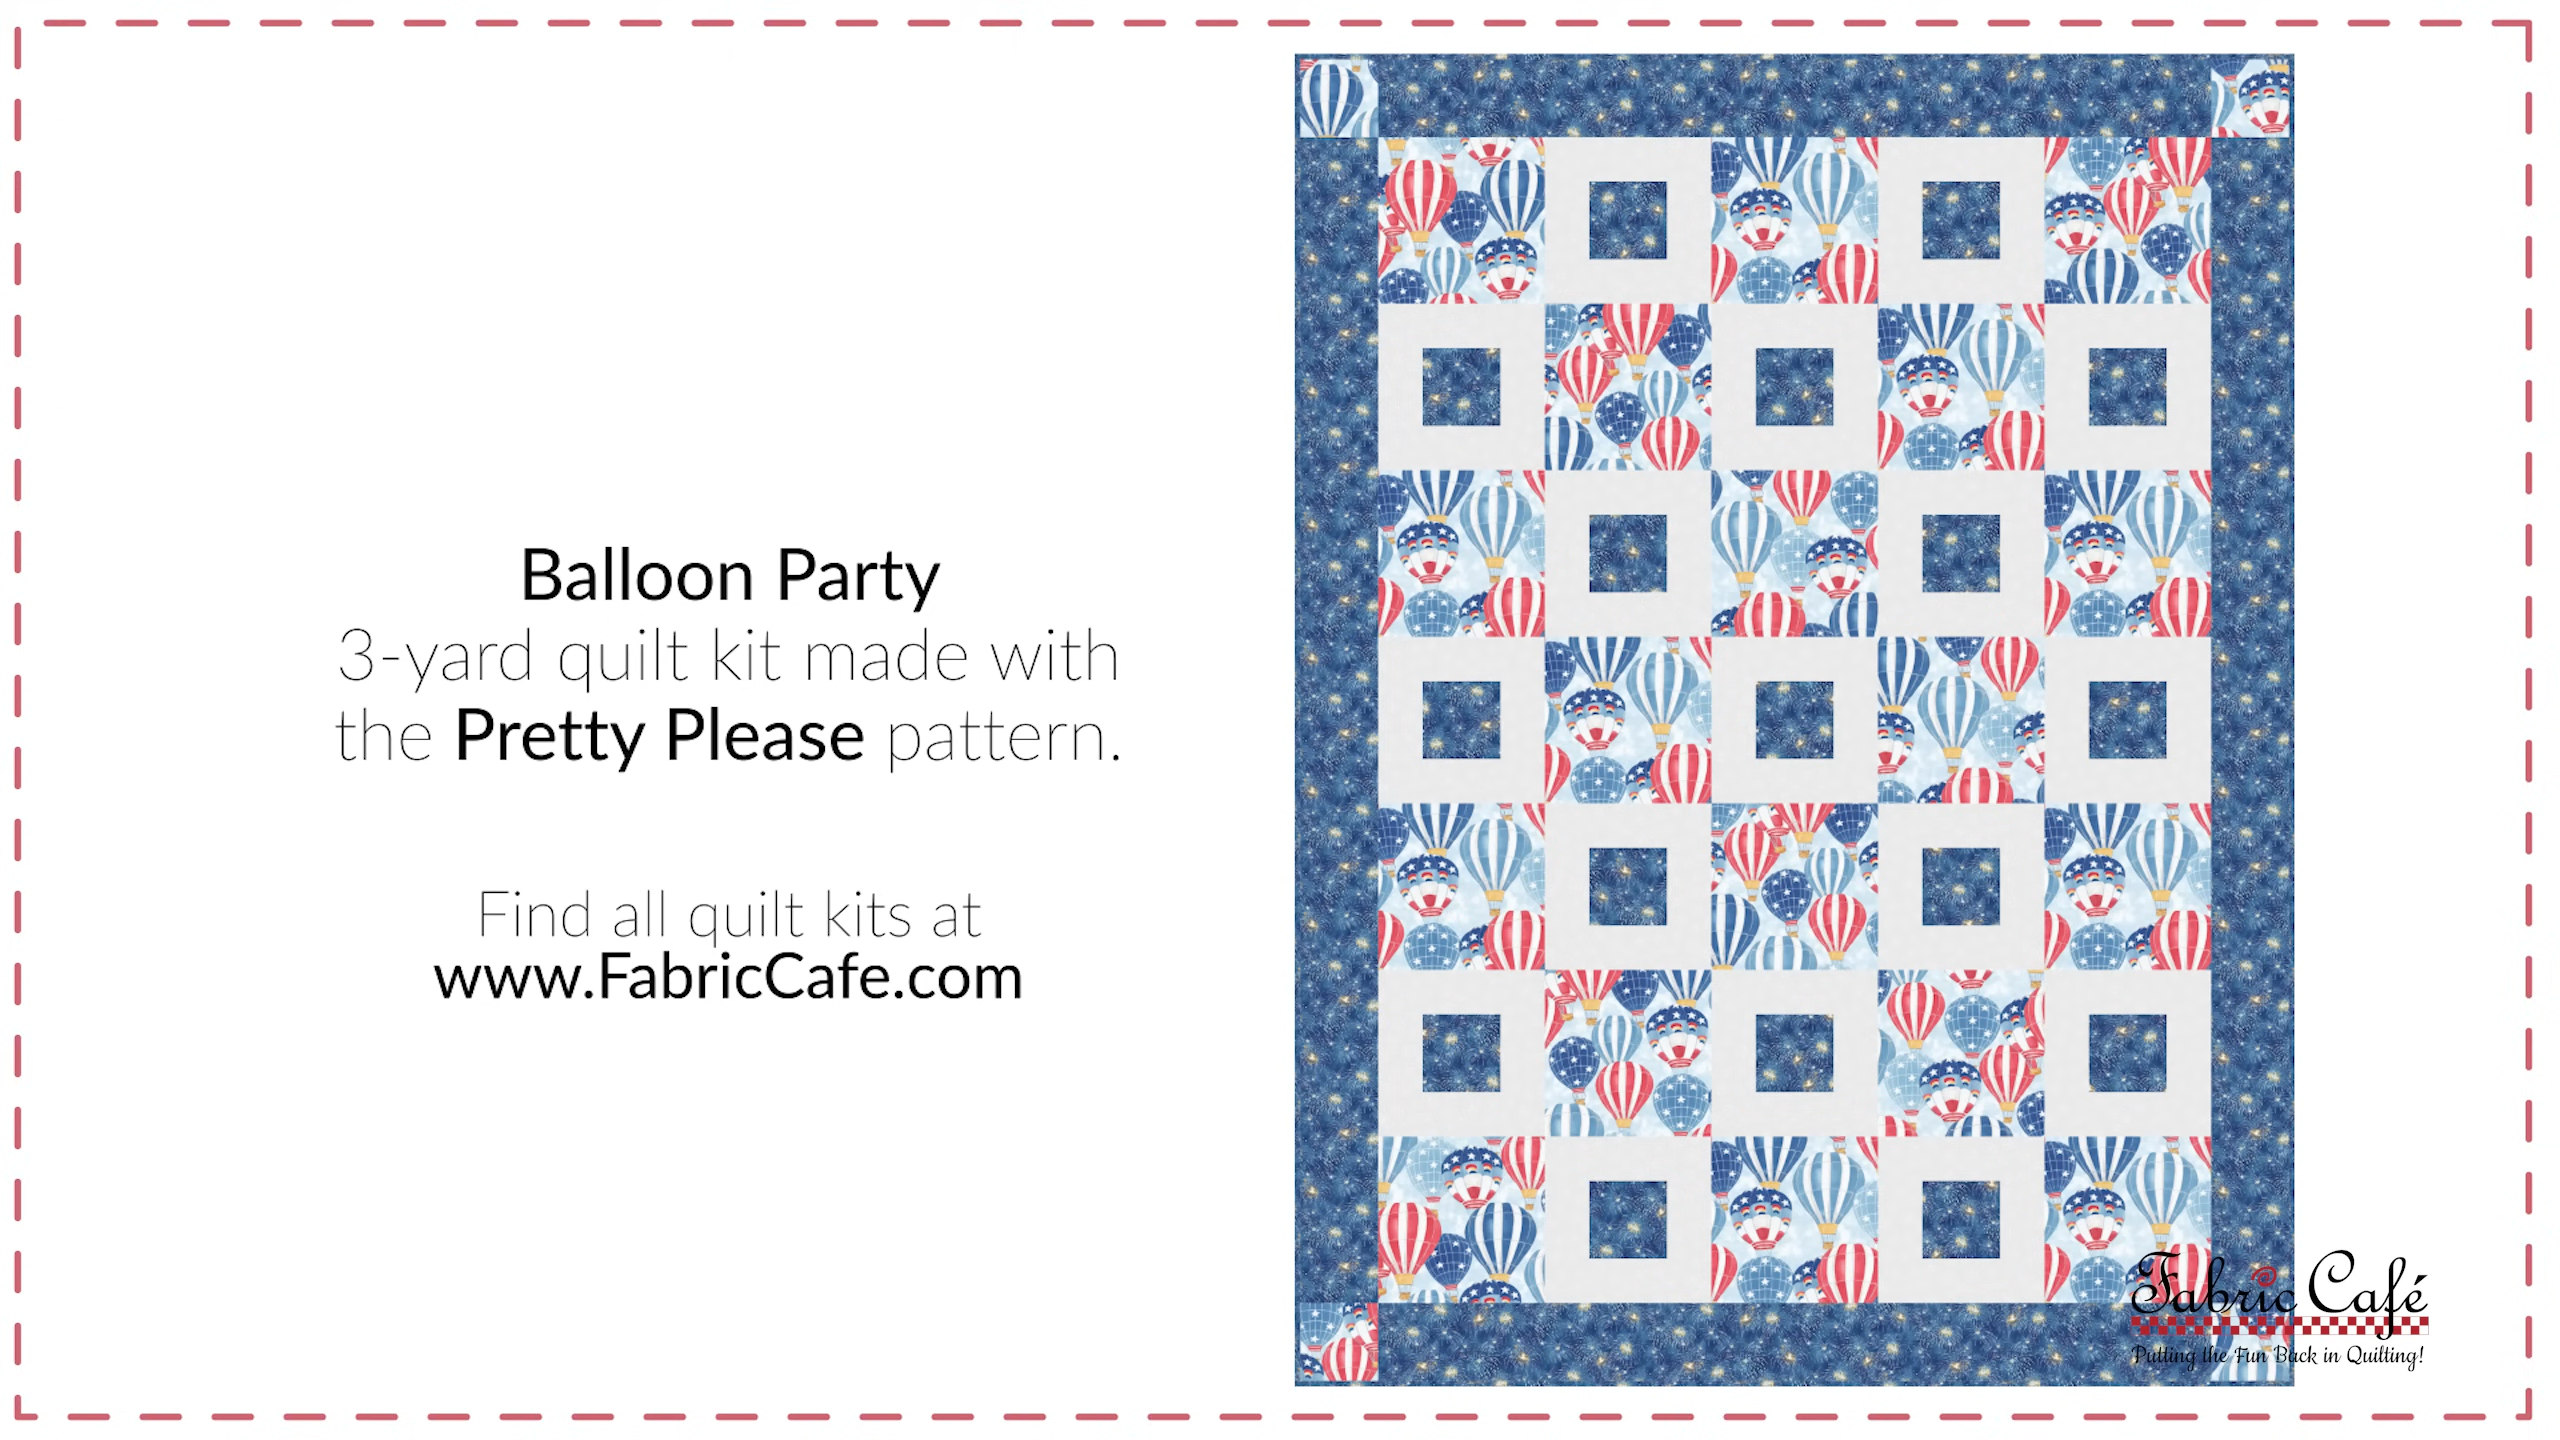 Balloon Party
3-yard quilt kit made with
the Pretty Please pattern.
Find all quilt kits at
www.FabricCafe.com
Fabric Café
Putting the Fun Back in Quilting!